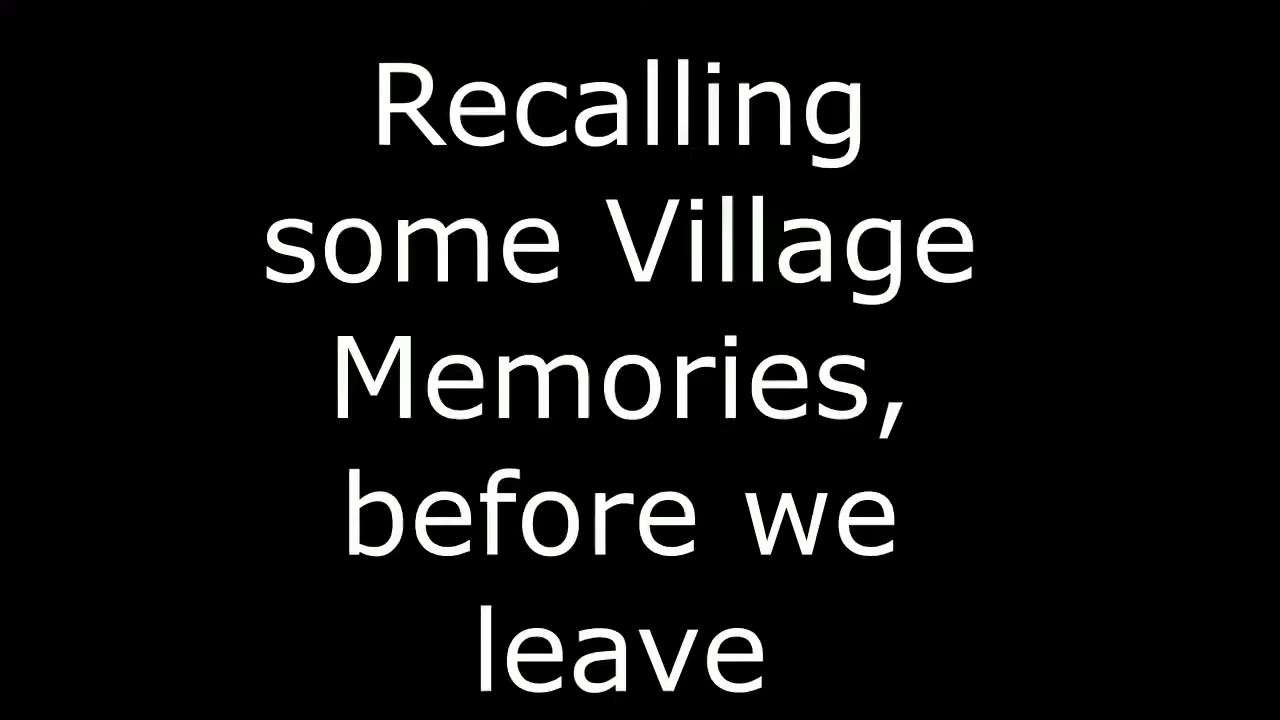 Recalling
some Village
Memories,
before we
leave